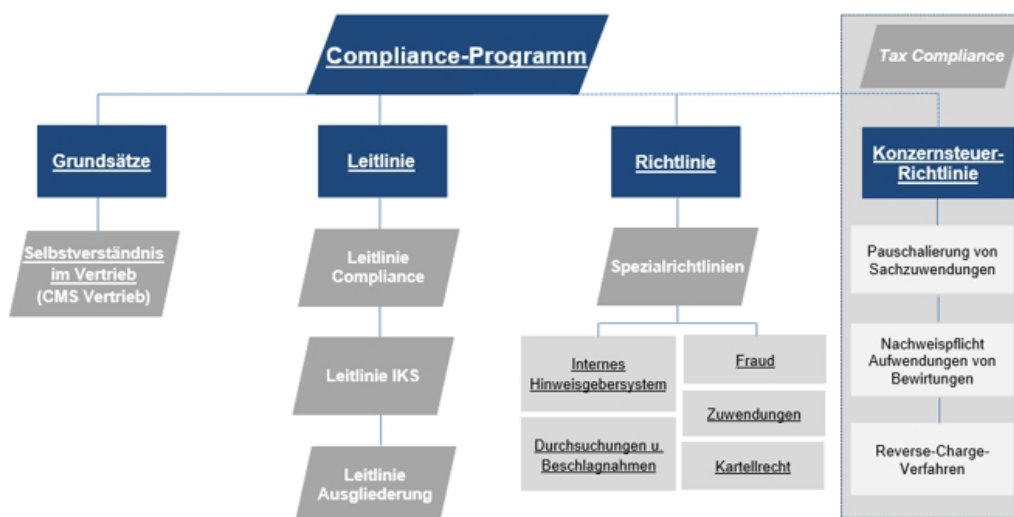 Compliance-Programm
Tax Compliance
Grundsätze
Leitlinie
Richtlinie
Konzernsteuer-
Richtlinie
Selbstverständnis
im Vertrieb
(CMS Vertrieb)
Leitlinie
Compliance
Leitlinie IKS
Leitlinie
Ausgliederung
Spezialrichtlinien
Internes
Hinweisgebersystem
Durchsuchungen u.
Beschlagnahmen
Fraud
Zuwendungen
Kartellrecht
Pauschalierung von
Sachzuwendungen
Nachweispflicht
Aufwendungen von
Bewirtungen
Reverse-Charge-
Verfahren